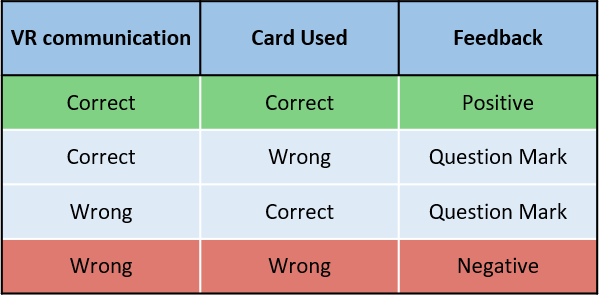 VR communication Card Used Feedback
Correct Correct Positive
Correct Wrong Question Mark
Wrong Correct Question Mark
Wrong Wrong Negative